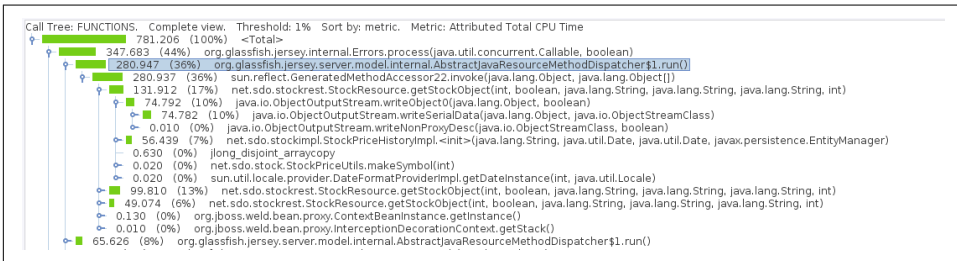 Call Tree: FUNCTIONS. Complete view. Threshold: 1% Sort by: metric. Metric: Attributed Total CPU Time
781.206 (100%) <Total>
347.683 (44%) org.glassfish.jersey.internal.Errors.process(java.util.concurrent.Callable, boolean)
280.947 (36%) org.glassfish.jersey.server.model.internal.AbstractJavaResourceMethodDispatcher$1.run()
280.937 (36%) sun.reflect.GeneratedMethodAccessor22.invoke(java.lang.Object, java.lang.Object[])
131.912 (17%) net.sdo.stockrest.StockResource.getStockObject(int, boolean, java.lang.String, java.lang.String, java.lang.String, int)
74.792 (10%) java.io.ObjectOutputStream.writeObject0(java.lang.Object, boolean)
74.782 (10%) java.io.ObjectOutputStream.writeSerialData(java.lang.Object, java.io.ObjectStreamClass)
0.010 (0%) java.io.ObjectOutputStream.writeNonProxyDesc(java.io.ObjectStreamClass, boolean)
56.439 (7%) net.sdo.stockimpl.StockPriceHistoryImpl.<init>(java.lang.String, java.util.Date, java.util.Date, javax.persistence.EntityManager)
0.630 (0%) jlong_disjoint_arraycopy
0.020 (0%) net.sdo.stock.StockPriceUtils.makeSymbol(int)
0.020 (0%) sun.util.locale.provider.DateFormatProviderImpl.getDateInstance(int, java.util.Locale)
99.810 (13%) net.sdo.stockrest.StockResource.getStockObject(int, boolean, java.lang.String, java.lang.String, java.lang.String, int)
49.074 (6%) net.sdo.stockrest.StockResource.getStockObject(int, boolean, java.lang.String, java.lang.String, java.lang.String, int)
0.130 (0%) org.jboss.weld.bean.proxy.ContextBeanInstance.getInstance()
0.010 (0%) org.jboss.weld.bean.proxy.InterceptionDecorationContext.getStack()
65.626 (8%) org.glassfish.jersey.server.model.internal.AbstractJavaResourceMethodDispatcher$1.run()